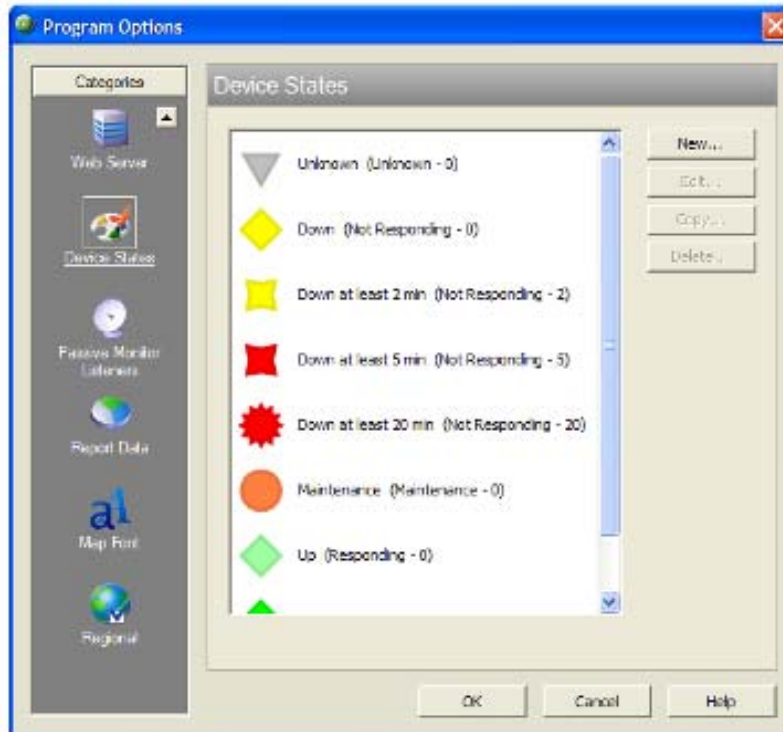 Program Options
Categories
Web Server
Device States
Passive Monitor
Listeners
Report Data
Map Font
Regional
Device States
Unknown (Unknown - 0)
Down (Not Responding - 0)
Down at least 2 min (Not Responding - 2)
Down at least 5 min (Not Responding - 5)
Down at least 20 min (Not Responding - 20)
Maintenance (Maintenance - 0)
Up (Responding - 0)
New...
Edit...
Copy...
Delete...
OK
Cancel
Help